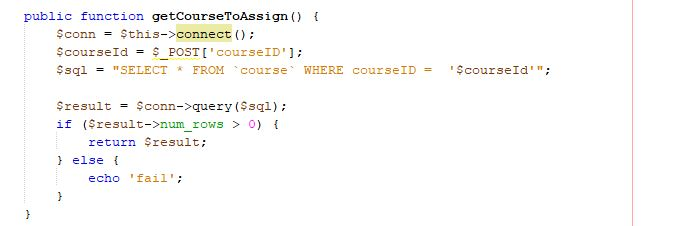 public function getCourseToAssign() {
    $conn = $this->connect();
    $courseId = $_POST['courseID'];
    $sql = "SELECT * FROM `course` WHERE courseID =  '$courseId'";

    $result = $conn->query($sql);
    if ($result->num_rows > 0) {
        return $result;
    } else {
        echo 'fail';
    }
}